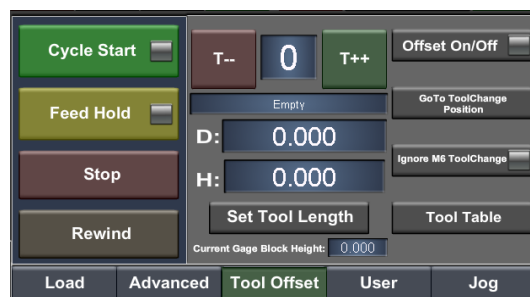 Cycle Start
Feed Hold
Stop
Rewind
T--
0
T++
Empty
D:
0.000
H:
0.000
Set Tool Length
Current Gage Block Height:
0.000
Offset On/Off
GoTo ToolChange
Position
Ignore M6 ToolChange
Tool Table
Load
Advanced
Tool Offset
User
Jog